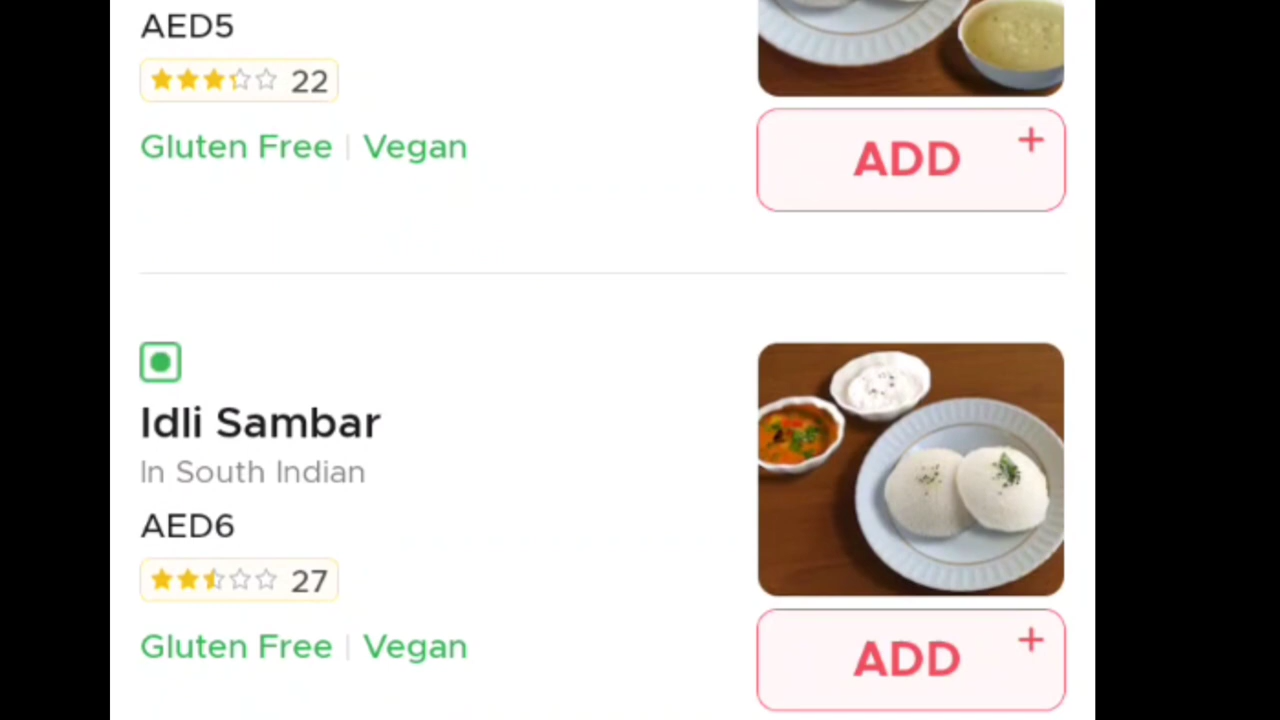 AED5
22
Gluten Free | Vegan
ADD
+
Idli Sambar
In South Indian
AED6
27
Gluten Free | Vegan
ADD
+